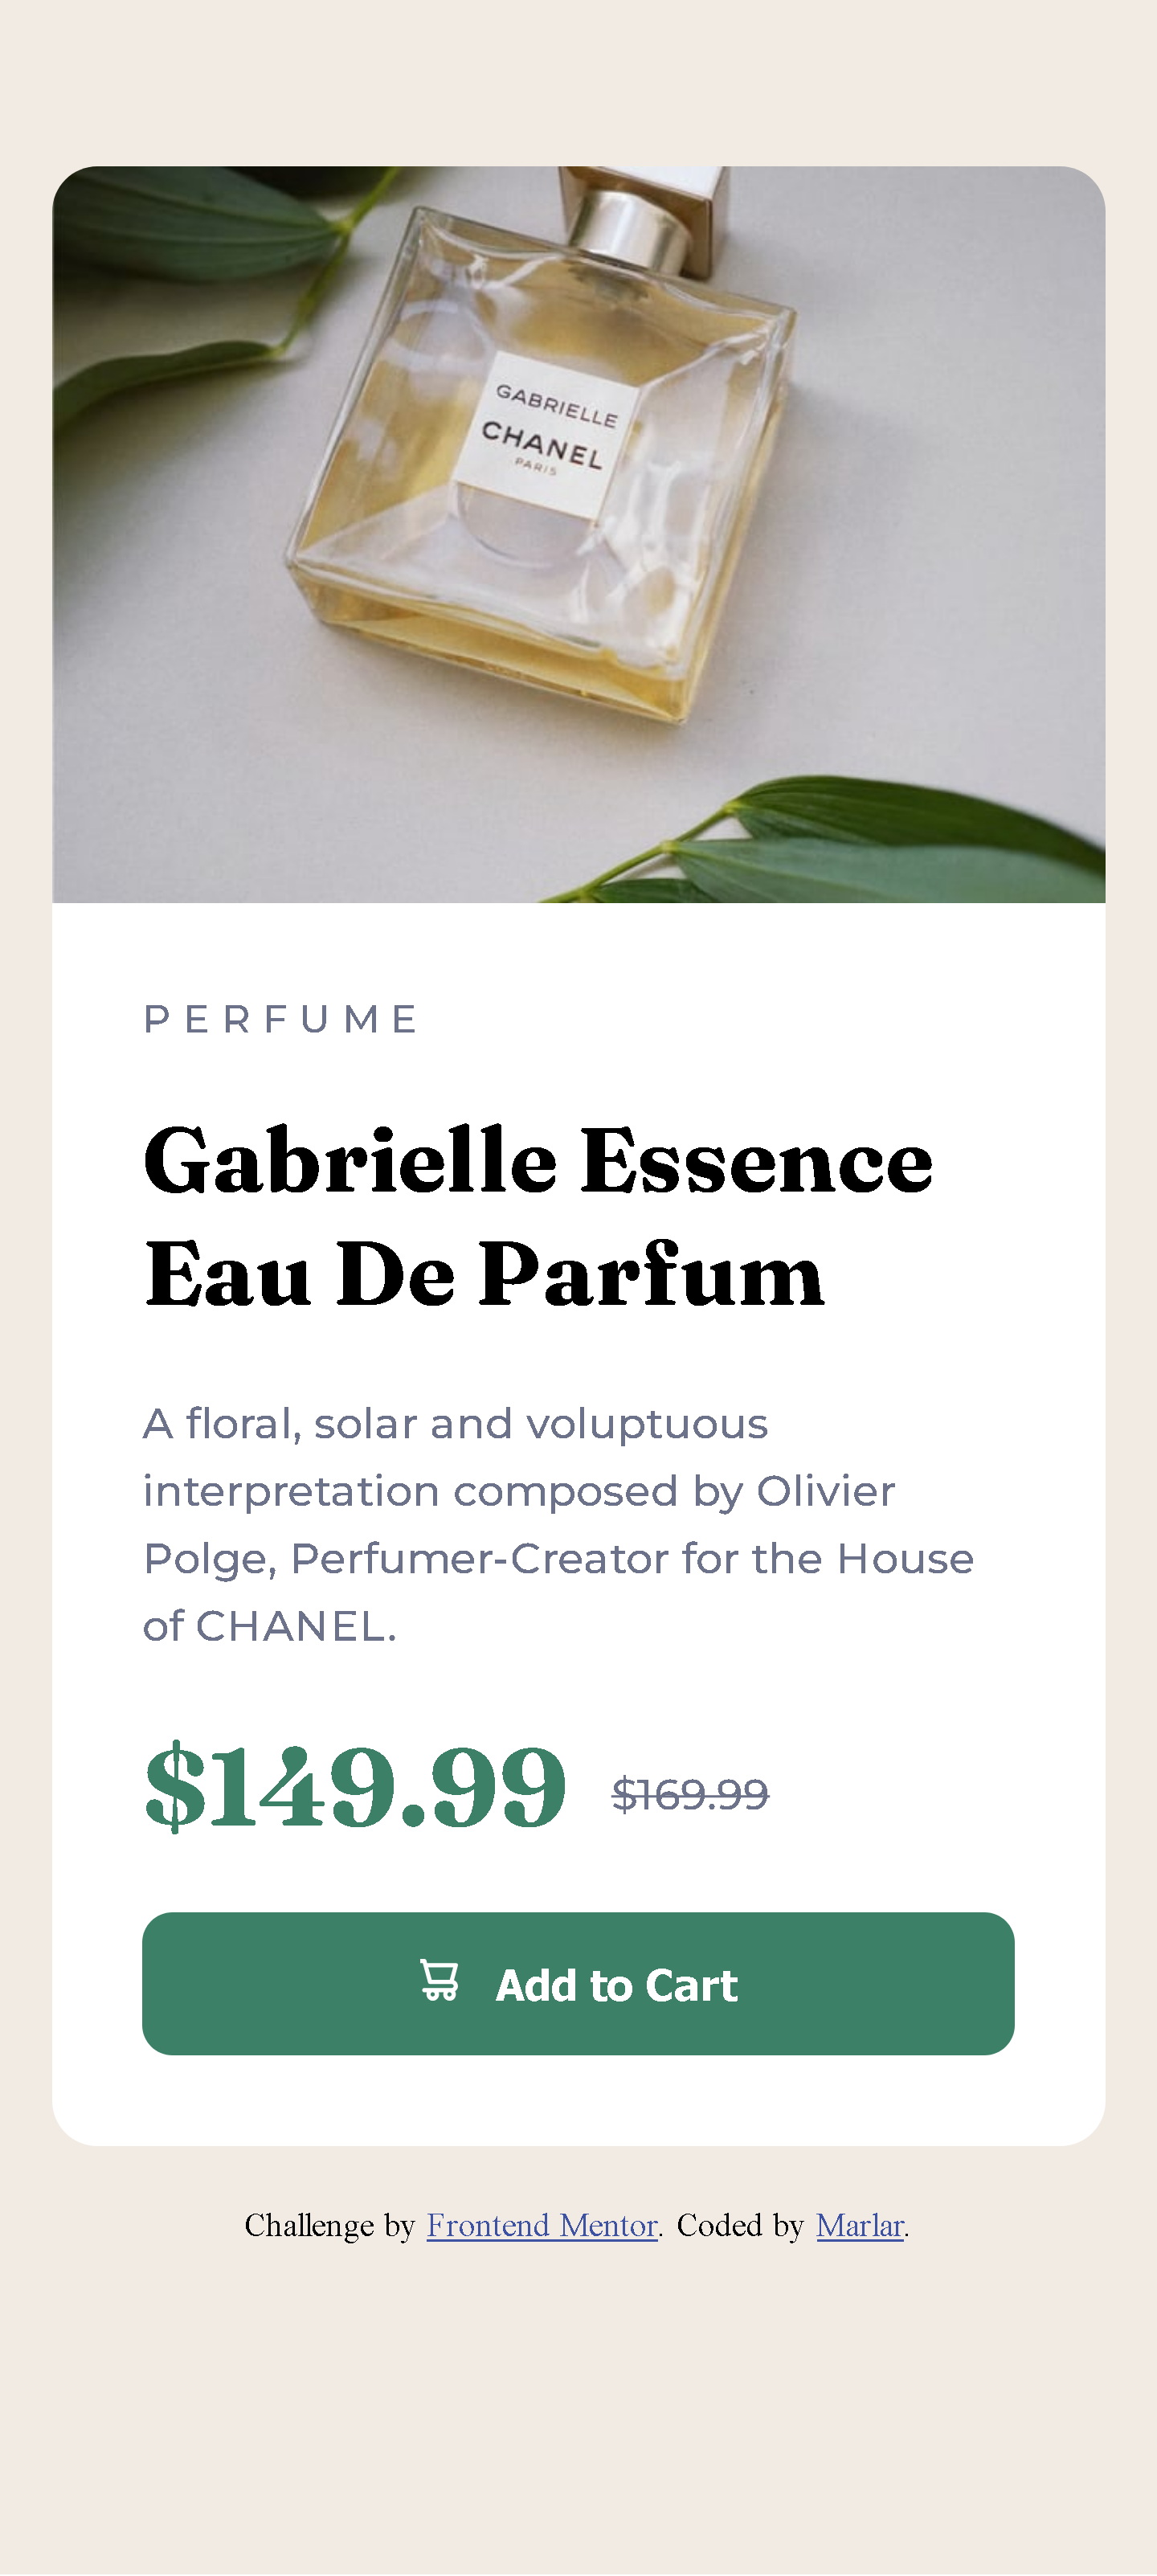 GABRIELLE
CHANEL
PARIS
PERFUME
Gabrielle Essence
Eau De Parfum
A floral, solar and voluptuous
interpretation composed by Olivier
Polge, Perfumer-Creator for the House
of CHANEL.
$149.99 $169.99
Add to Cart
Challenge by Frontend Mentor. Coded by Marlar.